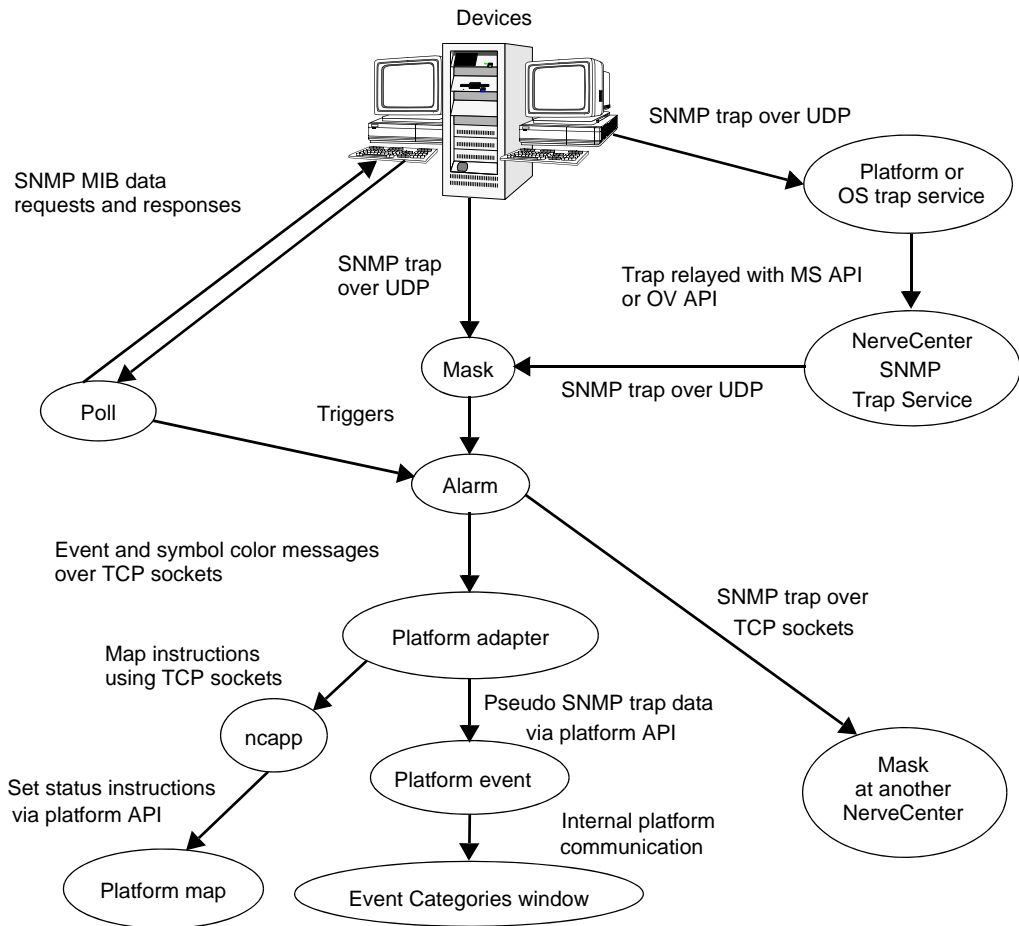 Devices
SNMP trap over UDP
Platform or
OS trap service
SNMP MIB data
requests and responses
SNMP trap
over UDP
Trap relayed with MS API
or OV API
NerveCenter
SNMP
Trap Service
Mask
SNMP trap over UDP
Poll
Triggers
Alarm
Event and symbol color messages
over TCP sockets
SNMP trap over
TCP sockets
Platform adapter
Map instructions
using TCP sockets
Pseudo SNMP trap data
via platform API
ncapp
Platform event
Mask
at another
NerveCenter
Set status instructions
via platform API
Internal platform
communication
Platform map
Event Categories window